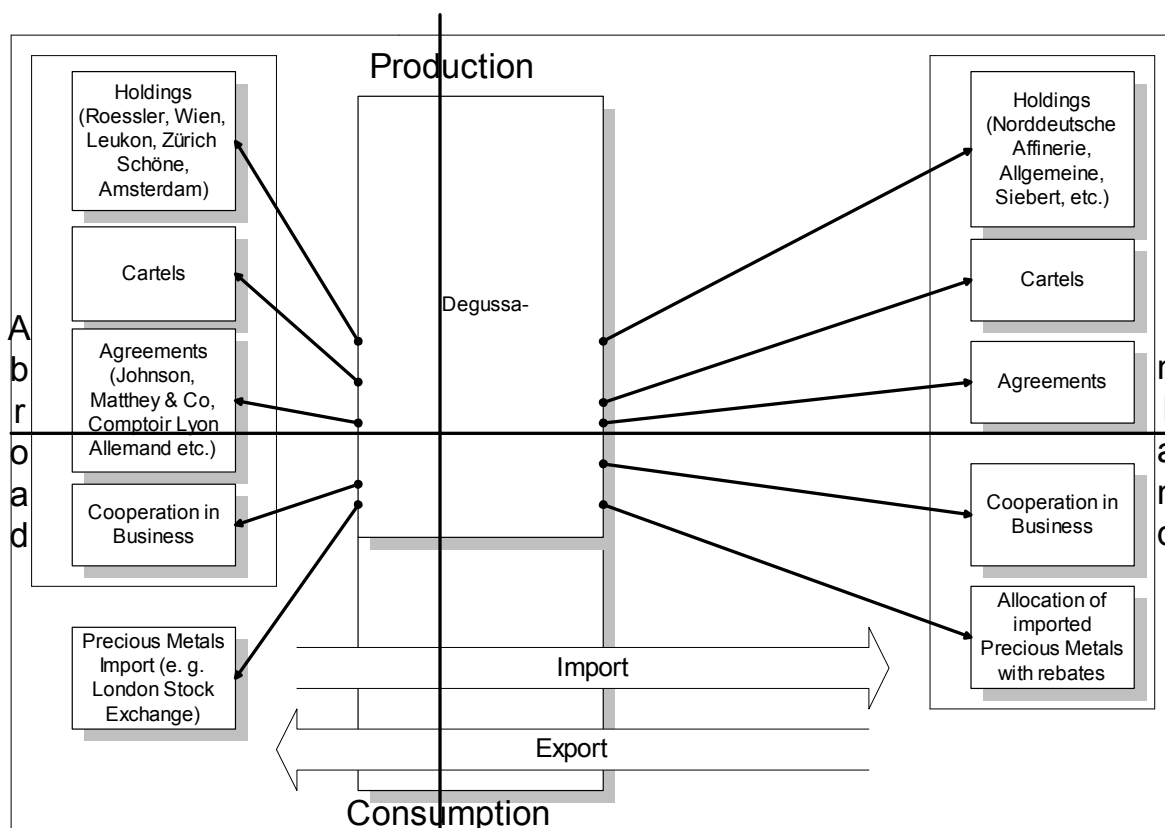 Production
Holdings
(Roessler, Wien,
Leukon, Zürich
Schöne,
Amsterdam)
Cartels
Agreements
(Johnson,
Matthey & Co,
Comptoir Lyon
Allemand etc.)
Cooperation in
Business
Precious Metals
Import (e. g.
London Stock
Exchange)
Abroad
Degussa-
Holdings
(Norddeutsche
Affinerie,
Allgemeine,
Siebert, etc.)
Cartels
Agreements
Cooperation in
Business
Allocation of
imported
Precious Metals
with rebates
Import
Export
Consumption